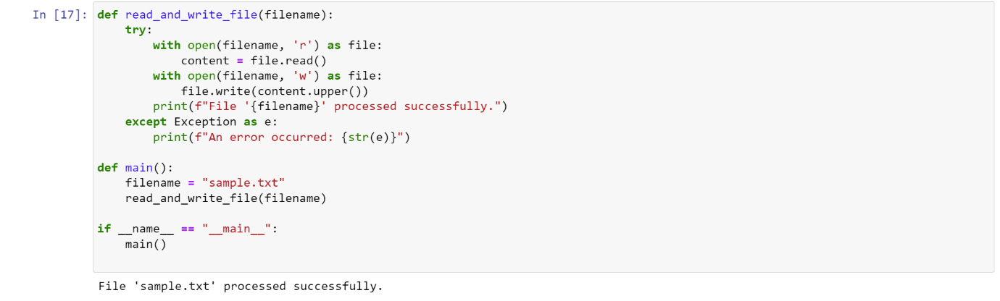 In [17]: def read_and_write_file(filename):
    try:
        with open(filename, 'r') as file:
            content = file.read()
        with open(filename, 'w') as file:
            file.write(content.upper())
        print(f"File '{filename}' processed successfully.")
    except Exception as e:
        print(f"An error occurred: {str(e)}")

def main():
    filename = "sample.txt"
    read_and_write_file(filename)

if __name__ == "__main__":
    main()

File 'sample.txt' processed successfully.